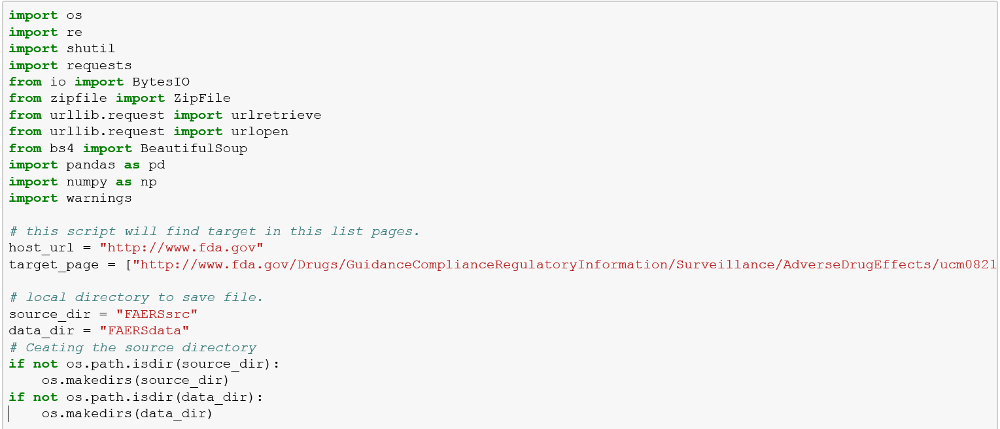 import os
import re
import shutil
import requests
from io import BytesIO
from zipfile import ZipFile
from urllib.request import urlretrieve
from urllib.request import urlopen
from bs4 import BeautifulSoup
import pandas as pd
import numpy as np
import warnings

# this script will find target in this list pages.
host_url = "http://www.fda.gov"
target_page = ["http://www.fda.gov/Drugs/GuidanceComplianceRegulatoryInformation/Surveillance/AdverseDrugEffects/ucm0821

# local directory to save file.
source_dir = "FAERSsrc"
data_dir = "FAERSdata"
# Ceating the source directory
if not os.path.isdir(source_dir):
    os.makedirs(source_dir)
if not os.path.isdir(data_dir):
    os.makedirs(data_dir)